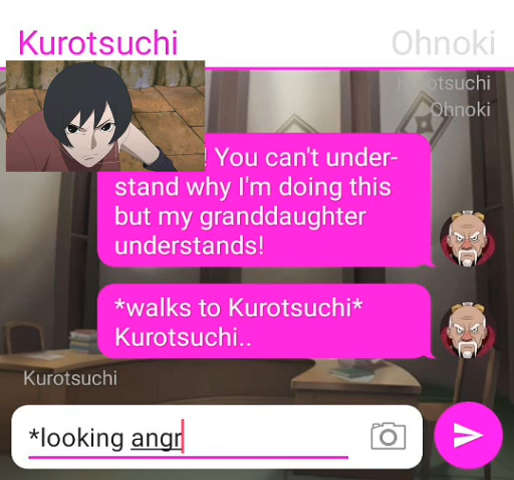 Kurotsuchi
Ohnoki
Ohnoki
! You can't under-
stand why I'm doing this
but my granddaughter
understands!
*walks to Kurotsuchi*
Kurotsuchi..
Kurotsuchi
*looking angr